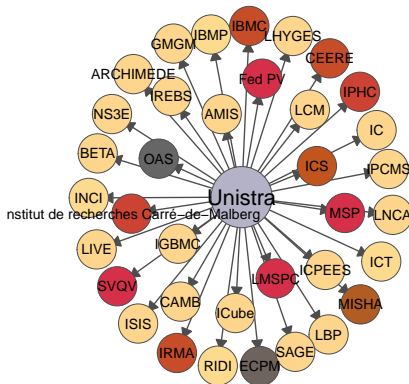 IBMC
IBMP
LHYGES
GMGM
CEERE
ARCHIMEDE
Fed PV
IREBS
IPHC
NS3E
AMIS
LCM
IC
BETA
OAS
ICS
IPCMS
Unistra
INCI
MSP
LNCA
nstitut de recherches Carré−de−Malberg
LIVE
IGBMC
ICT
SVQV
LMSPC
ICPEES
CAMB
MISHA
ISIS
ICube
LBP
IRMA
SAGE
RIDI
ECPM